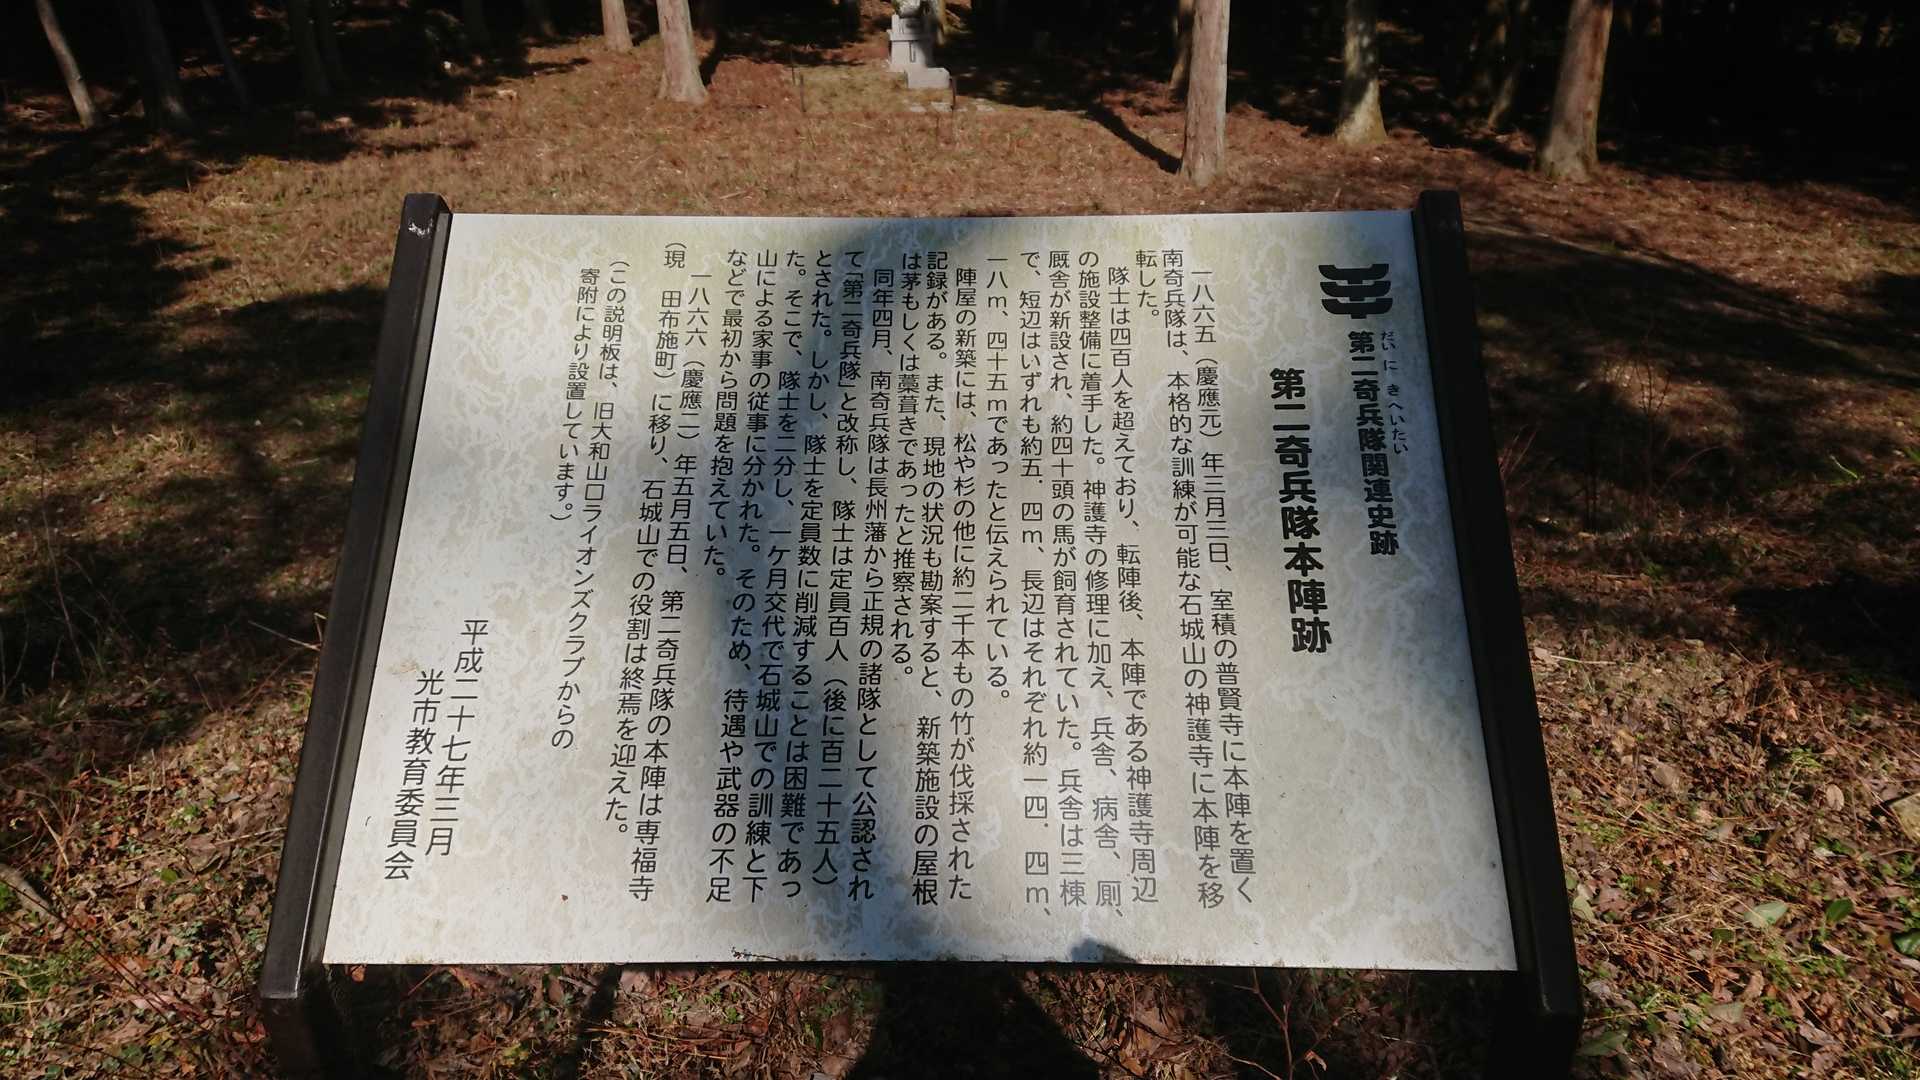 第二奇兵隊関連史跡
だいにきへいたい
第二奇兵隊本陣跡
一八六五（慶應元）年三月三日、室積の普賢寺に本陣を置く
南奇兵隊は、本格的な訓練が可能な石城山の神護寺に本陣を移
転した。
隊士は四百人を超えており、転陣後、本陣である神護寺周辺
の施設整備に着手した。神護寺の修理に加え、兵舎、病舎、厠、
厩舎が新設され、約四十頭の馬が飼育されていた。兵舎は三棟
で、短辺はいずれも約五．四ｍ、長辺はそれぞれ約一四．四ｍ、
一八ｍ、四十五ｍであったと伝えられている。
陣屋の新築には、松や杉の他に約二千本もの竹が伐採された
記録がある。また、現地の状況も勘案すると、新築施設の屋根
は茅もしくは藁葺きであったと推察される。
同年四月、南奇兵隊は長州藩から正規の諸隊として公認され
て「第二奇兵隊」と改称し、隊士は定員百人（後に百二十五人）
とされた。しかし、隊士を定員数に削減することは困難であっ
た。そこで、隊士を二分し、一ケ月交代で石城山での訓練と下
山による家事の従事に分かれた。そのため、待遇や武器の不足
などで最初から問題を抱えていた。
一八六六（慶應二）年五月五日、第二奇兵隊の本陣は専福寺
（現　田布施町）に移り、石城山での役割は終焉を迎えた。
（この説明板は、旧大和山口ライオンズクラブからの
寄附により設置しています。）
平成二十七年三月
光市教育委員会